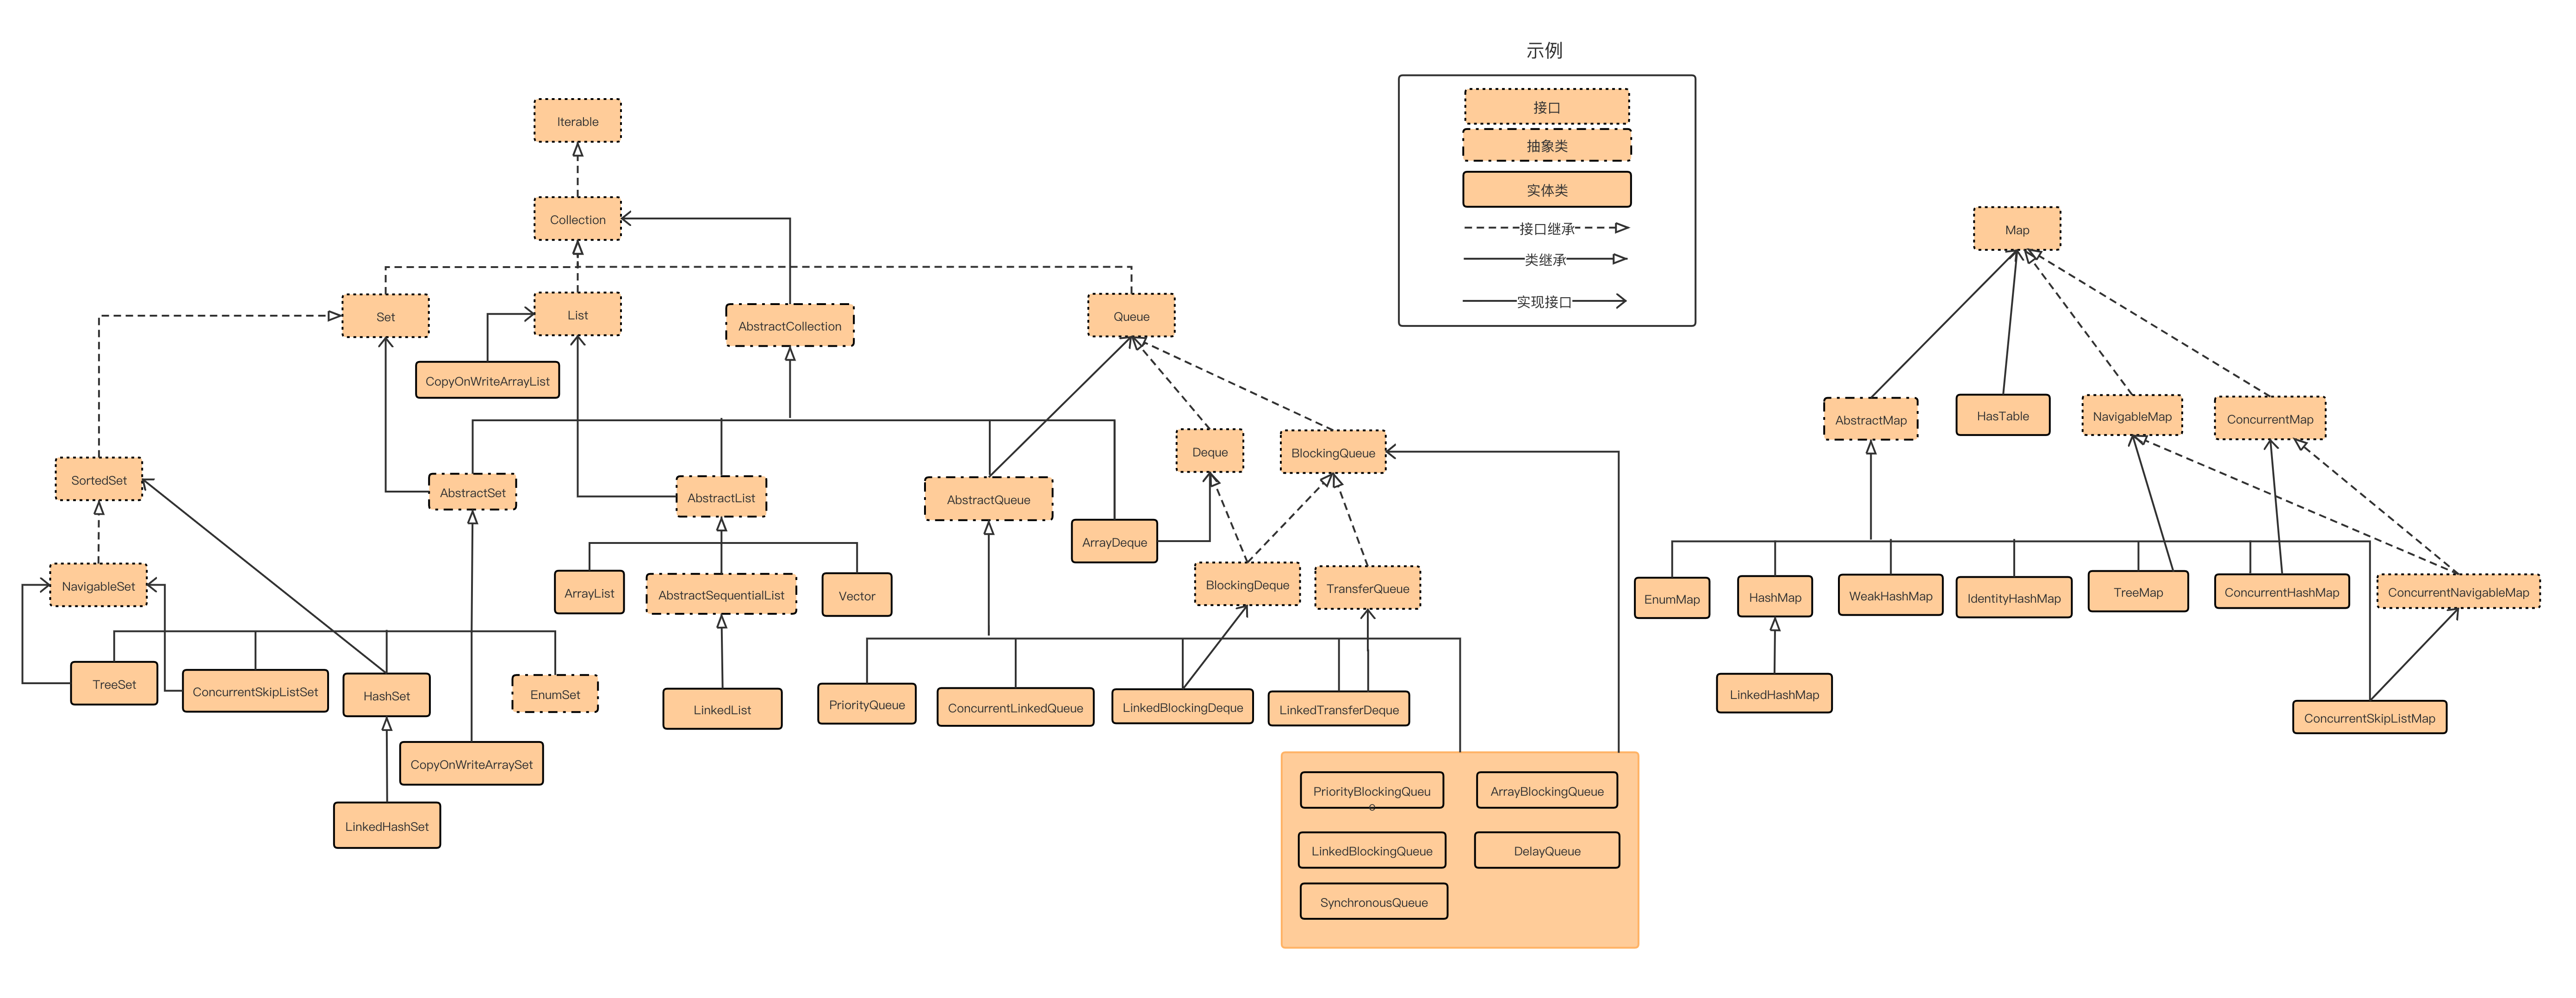 示例
接口
抽象类
实体类
接口继承
类继承
实现接口
Iterable
Collection
Set
List
AbstractCollection
Queue
CopyOnWriteArrayList
SortedSet
AbstractSet
AbstractList
AbstractQueue
ArrayDeque
Deque
BlockingQueue
NavigableSet
ArrayList
AbstractSequentialList
Vector
BlockingDeque
TransferQueue
TreeSet
ConcurrentSkipListSet
HashSet
EnumSet
LinkedList
PriorityQueue
ConcurrentLinkedQueue
LinkedBlockingDeque
LinkedTransferDeque
CopyOnWriteArraySet
LinkedHashSet
PriorityBlockingQueu
e
ArrayBlockingQueue
LinkedBlockingQueue
DelayQueue
SynchronousQueue
Map
AbstractMap
HasTable
NavigableMap
ConcurrentMap
EnumMap
HashMap
WeakHashMap
IdentityHashMap
TreeMap
ConcurrentHashMap
ConcurrentNavigableMap
LinkedHashMap
ConcurrentSkipListMap